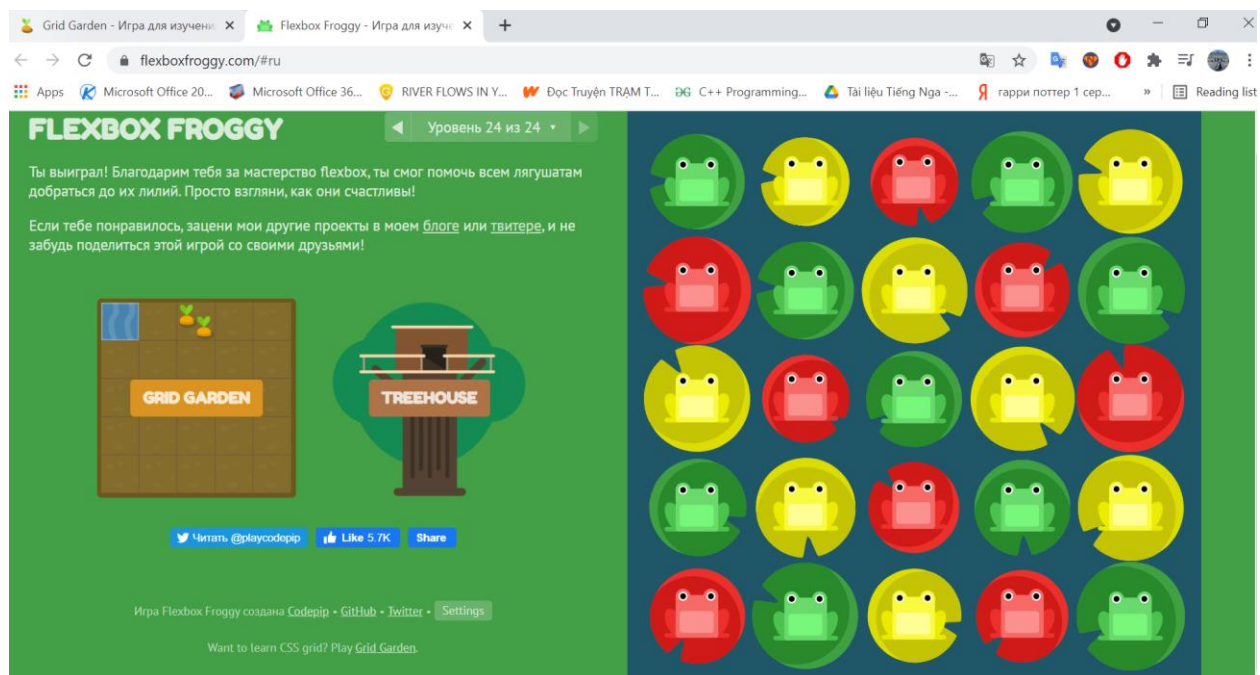 Grid Garden - Игра для изучени
Flexbox Froggy - Игра для изуче
flexboxfroggy.com/#ru
Apps
Microsoft Office 20...
Microsoft Office 36...
RIVER FLOWS IN Y...
Đọc Truyện TRẠM T...
C++ Programming...
Tài liệu Tiếng Nga -...
гарри поттер 1 сер...
»
Reading list
FLEXBOX FROGGY
Уровень 24 из 24
Ты выиграл! Благодарим тебя за мастерство flexbox, ты смог помочь всем лягушатам
добраться до их лилий. Просто взгляни, как они счастливы!
Если тебе понравилось, зацени мои другие проекты в моем блоге или твитере, и не
забудь поделиться этой игрой со своими друзьями!
GRID GARDEN
TREEHOUSE
Читать @playcodepip
Like 5.7K
Share
Игра Flexbox Froggy создана Codepip • GitHub • Twitter • Settings
Want to learn CSS grid? Play Grid Garden.